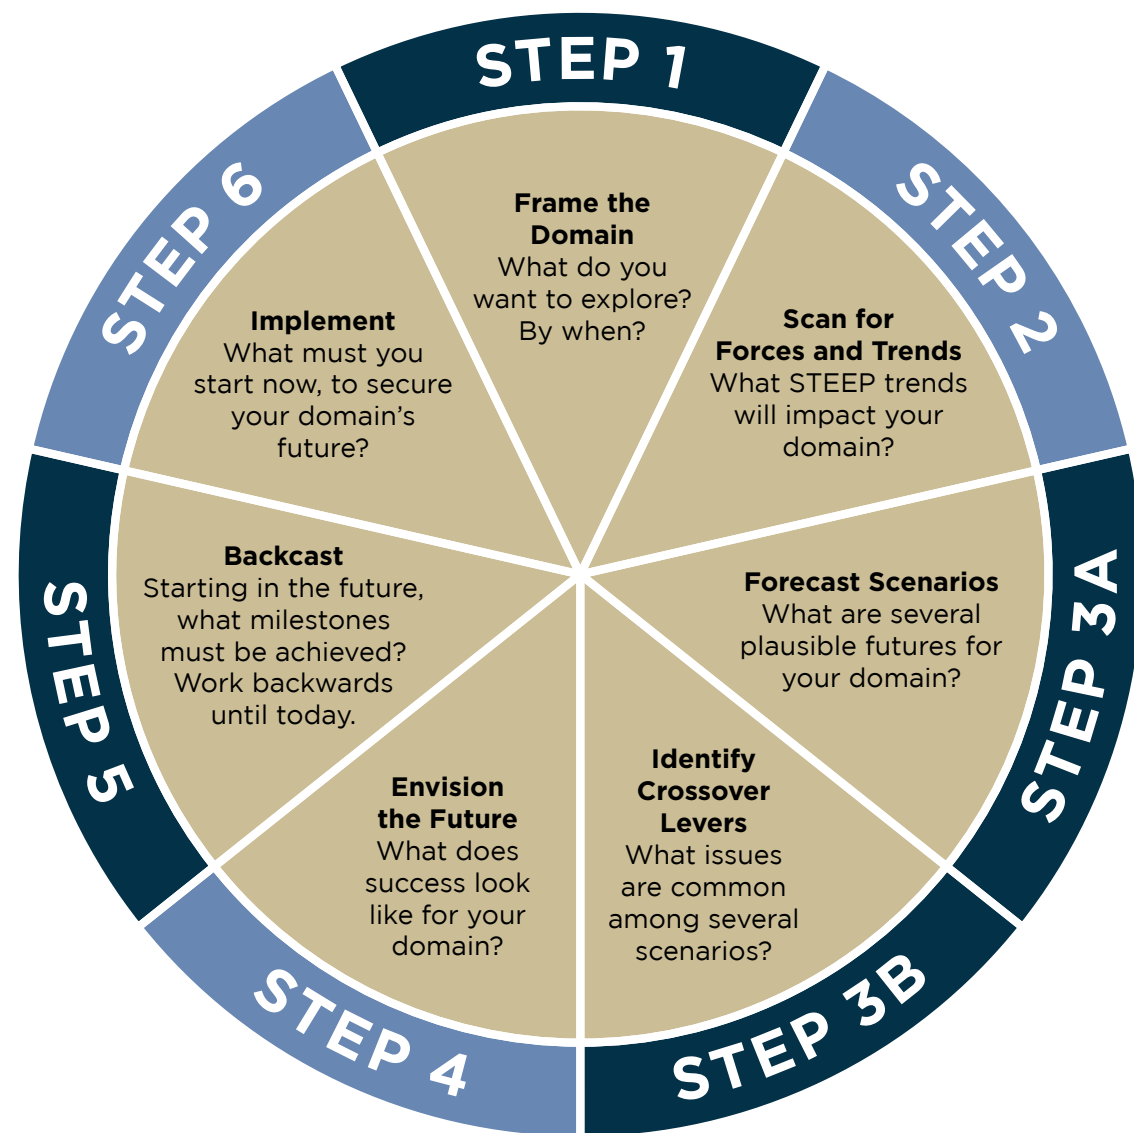 STEP 1
Frame the
Domain
What do you
want to explore?
By when?
STEP 2
Scan for
Forces and Trends
What STEEP trends
will impact your
domain?
STEP 3A
Forecast Scenarios
What are several
plausible futures for
your domain?
STEP 3B
Identify
Crossover
Levers
What issues
are common
among several
scenarios?
STEP 4
Envision
the Future
What does
success look
like for your
domain?
STEP 5
Backcast
Starting in the future,
what milestones
must be achieved?
Work backwards
until today.
STEP 6
Implement
What must you
start now, to secure
your domain’s
future?